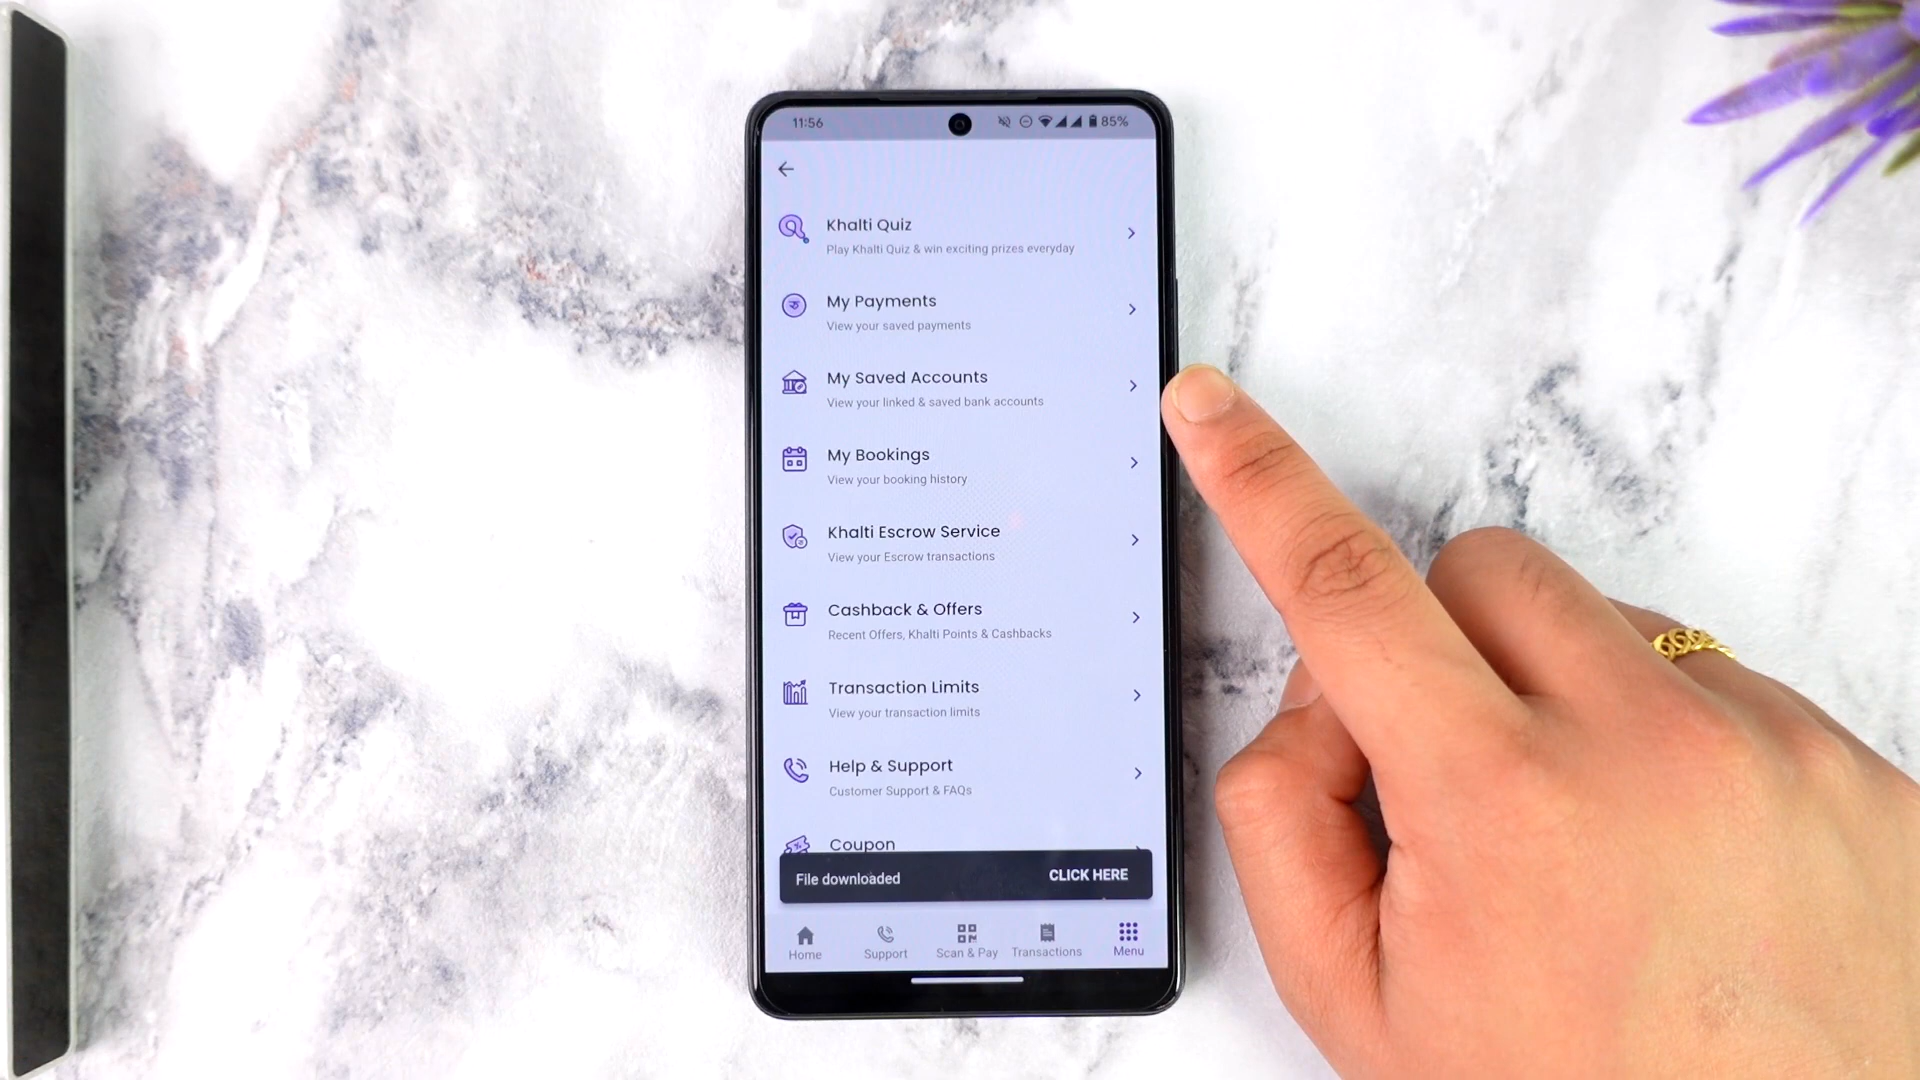 11:56
85%
Khalti Quiz
Play Khalti Quiz & win exciting prizes everyday
My Payments
View your saved payments
My Saved Accounts
View your linked & saved bank accounts
My Bookings
View your booking history
Khalti Escrow Service
View your Escrow transactions
Cashback & Offers
Recent Offers, Khalti Points & Cashbacks
Transaction Limits
View your transaction limits
Help & Support
Customer Support & FAQs
Coupon
File downloaded CLICK HERE
Home Support Scan & Pay Transactions Menu